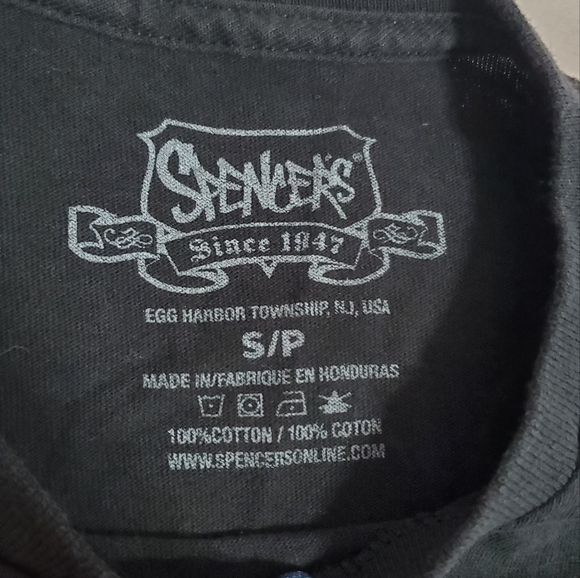 SPENCER'S®
Since 1947
EGG HARBOR TOWNSHIP, NJ, USA
S/P
MADE IN/FABRIQUE EN HONDURAS
100%COTTON / 100% COTON
WWW.SPENCERSONLINE.COM